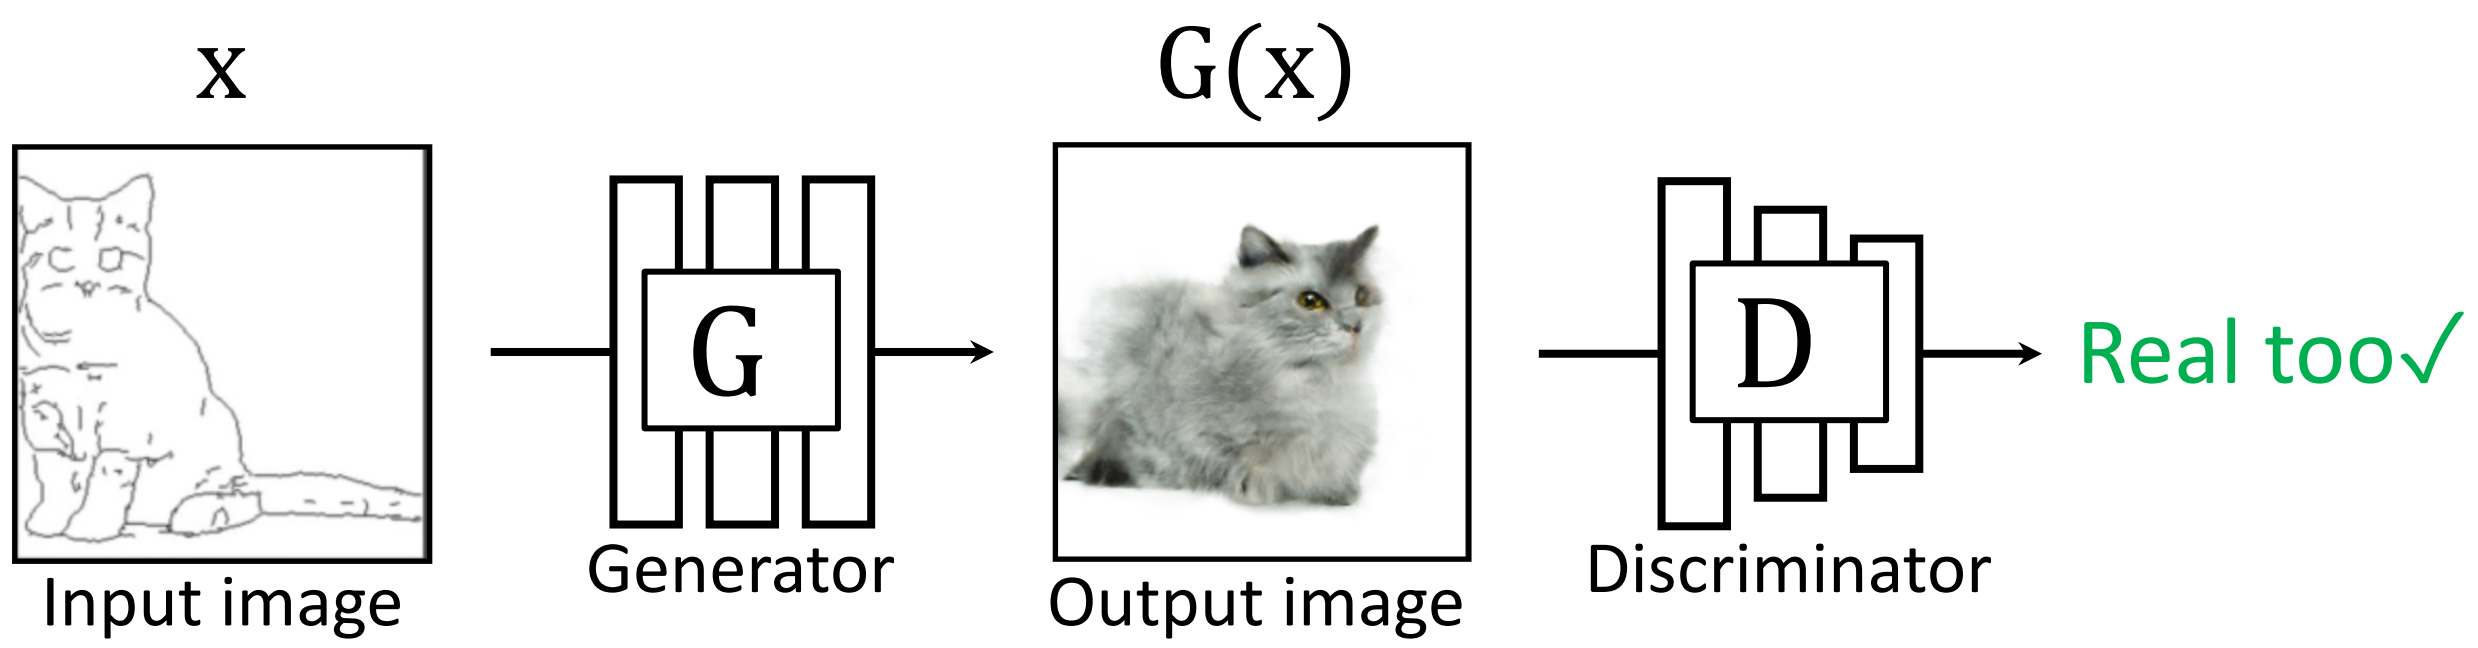 x
G(x)
G
D
Real too✓
Generator
Discriminator
Input image
Output image